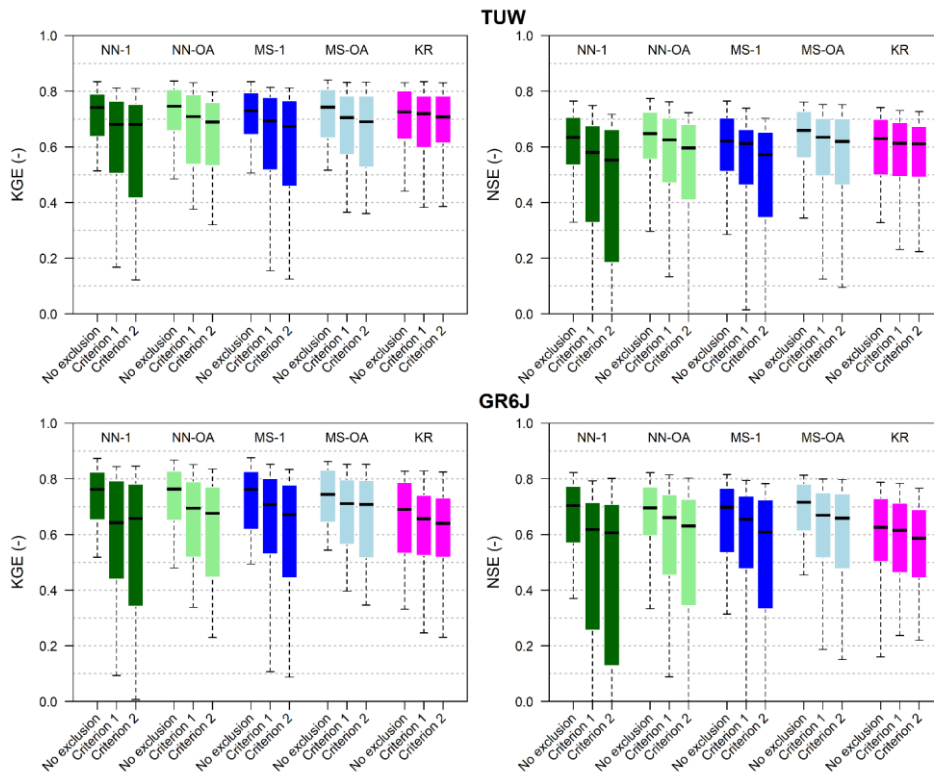 TUW
NN-1 NN-OA MS-1 MS-OA KR
KGE (-)
1.0
0.8
0.6
0.4
0.2
0.0
No exclusion Criterion 1 Criterion 2 No exclusion Criterion 1 Criterion 2 No exclusion Criterion 1 Criterion 2 No exclusion Criterion 1 Criterion 2 No exclusion Criterion 1 Criterion 2
NN-1 NN-OA MS-1 MS-OA KR
NSE (-)
1.0
0.8
0.6
0.4
0.2
0.0
No exclusion Criterion 1 Criterion 2 No exclusion Criterion 1 Criterion 2 No exclusion Criterion 1 Criterion 2 No exclusion Criterion 1 Criterion 2 No exclusion Criterion 1 Criterion 2
GR6J
NN-1 NN-OA MS-1 MS-OA KR
KGE (-)
1.0
0.8
0.6
0.4
0.2
0.0
No exclusion Criterion 1 Criterion 2 No exclusion Criterion 1 Criterion 2 No exclusion Criterion 1 Criterion 2 No exclusion Criterion 1 Criterion 2 No exclusion Criterion 1 Criterion 2
NN-1 NN-OA MS-1 MS-OA KR
NSE (-)
1.0
0.8
0.6
0.4
0.2
0.0
No exclusion Criterion 1 Criterion 2 No exclusion Criterion 1 Criterion 2 No exclusion Criterion 1 Criterion 2 No exclusion Criterion 1 Criterion 2 No exclusion Criterion 1 Criterion 2